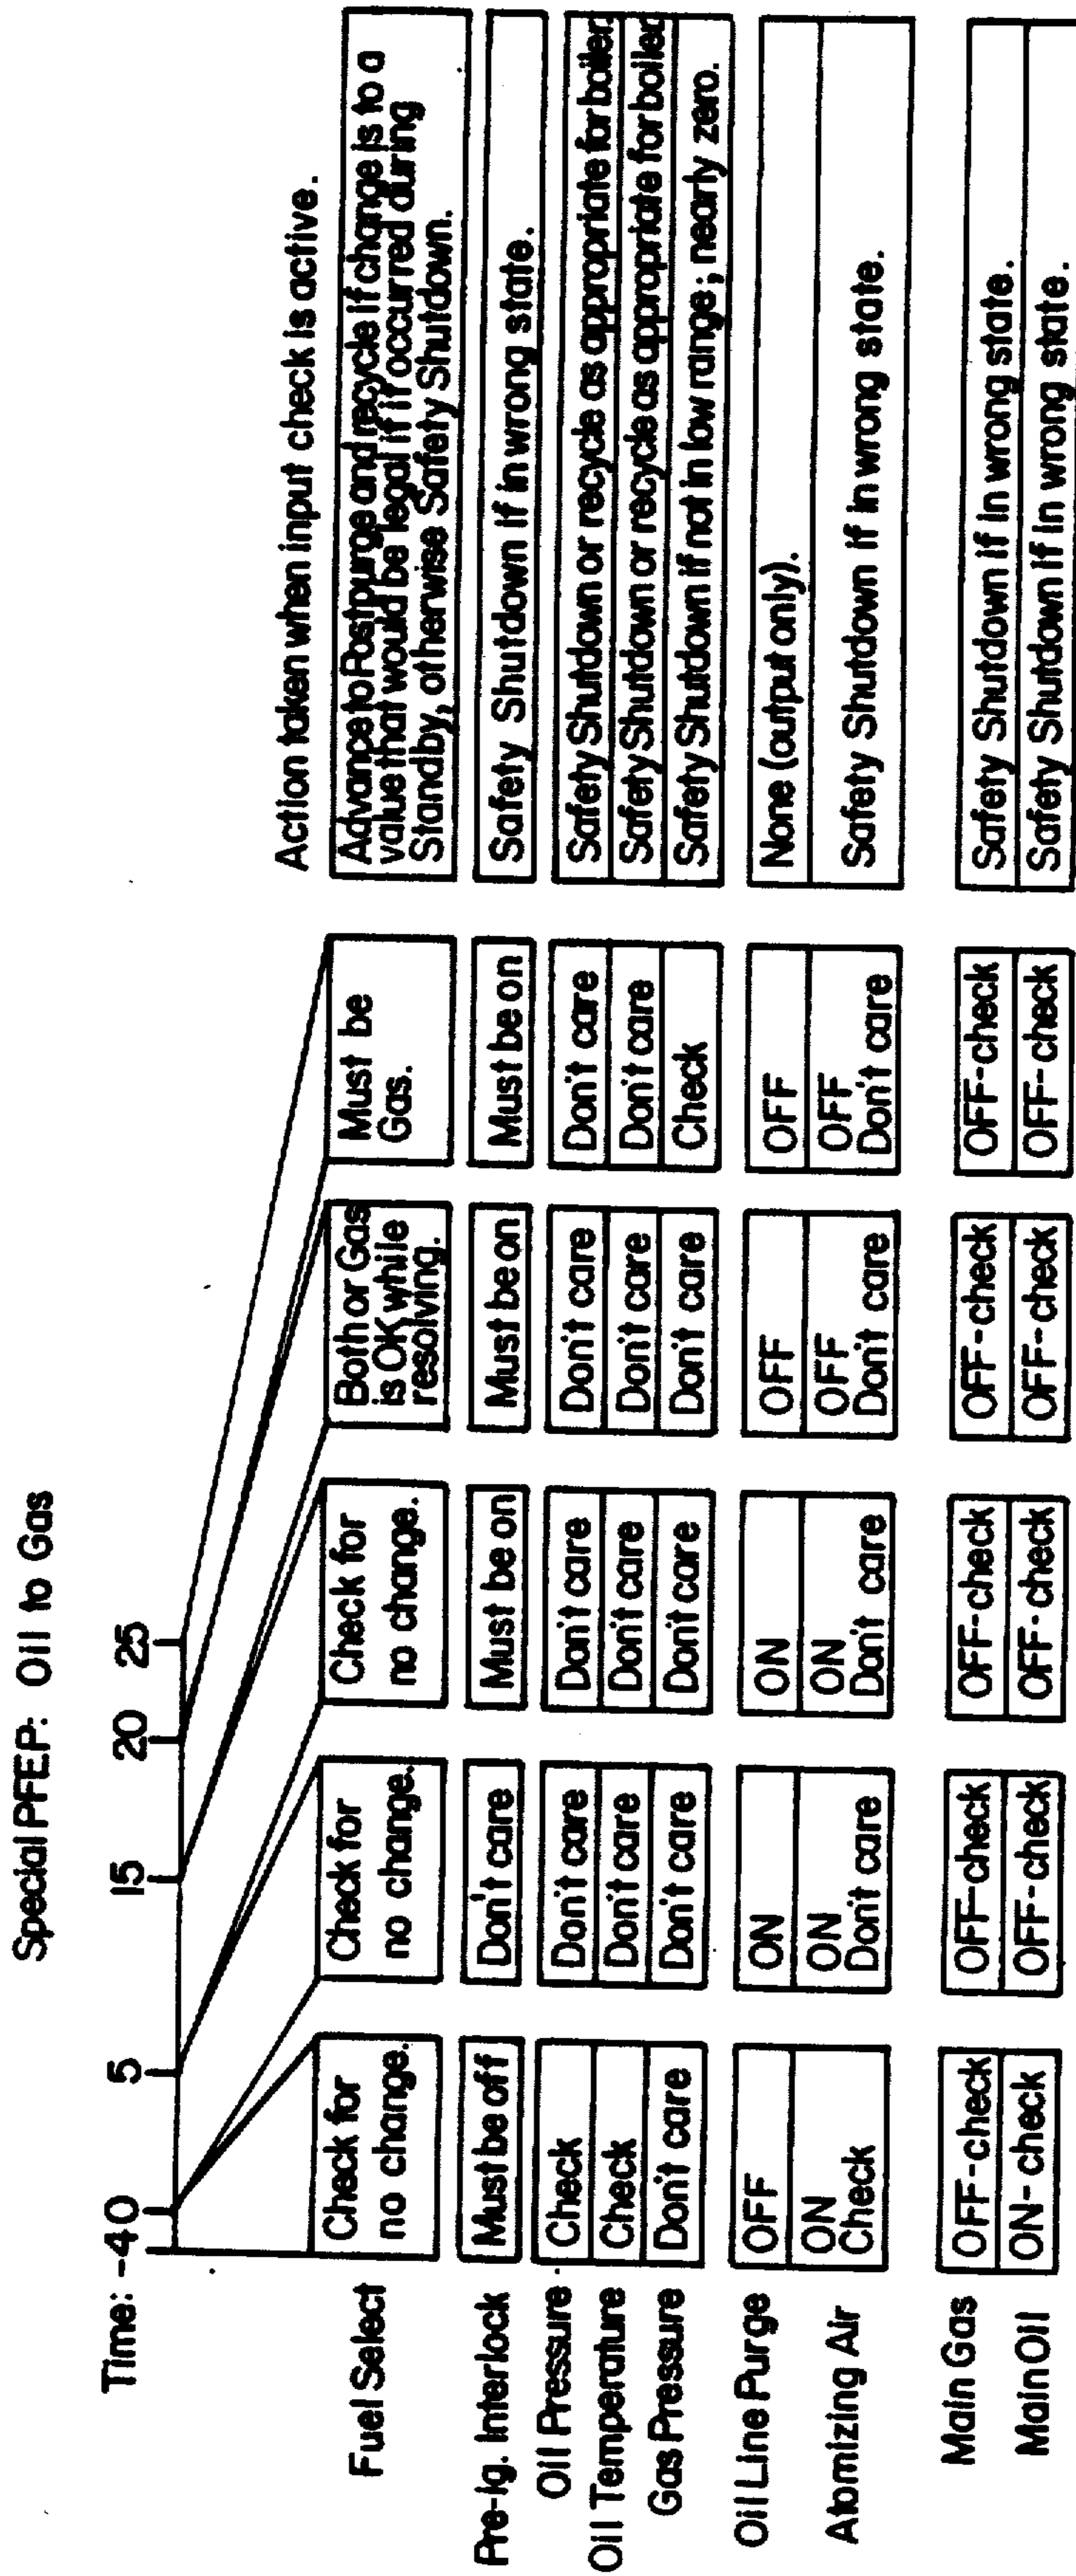 Special PFEP: Oil to Gas
Time: -4 0 5 15 20 25
Action taken when input check is active.
Fuel Select
Check for
no change.
Check for
no change.
Check for
no change.
Both or Gas
is OK while
resolving.
Must be
Gas.
Advance to Postpurge and recycle if change is to a
value that would be legal if it occurred during
Standby, otherwise Safety Shutdown.
Pre-ig. Interlock
Must be off
Don't care
Must be on
Must be on
Must be on
Safety Shutdown if in wrong state.
Oil Pressure
Check
Don't care
Don't care
Don't care
Don't care
Safety Shutdown or recycle as appropriate for boiler.
Oil Temperature
Check
Don't care
Don't care
Don't care
Don't care
Safety Shutdown or recycle as appropriate for boiler
Gas Pressure
Don't care
Don't care
Don't care
Don't care
Check
Safety Shutdown if not in low range; nearly zero.
Oil Line Purge
OFF
ON
ON
OFF
OFF
None (output only).
Atomizing Air
ON
Check
ON
Don't care
ON
Don't care
OFF
Don't care
OFF
Don't care
Safety Shutdown if in wrong state.
Main Gas
OFF-check
OFF-check
OFF-check
OFF-check
OFF-check
Safety Shutdown if in wrong state.
Main Oil
ON-check
OFF-check
OFF-check
OFF-check
OFF-check
Safety Shutdown if in wrong state.